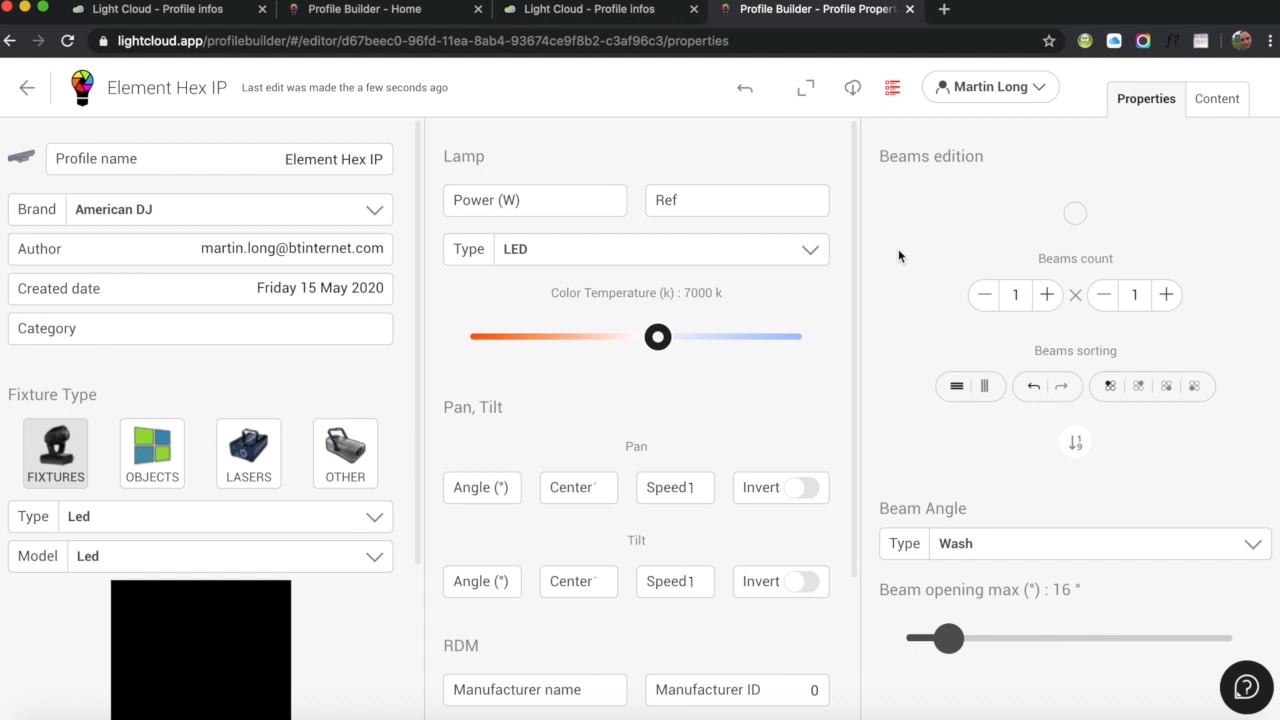 Light Cloud - Profile infos
Profile Builder - Home
Light Cloud - Profile infos
Profile Builder - Profile Propert
lightcloud.app/profilebuilder/#/editor/d67beec0-96fd-11ea-8ab4-93674ce9f8b2-c3af96c3/properties
Element Hex IP
Last edit was made the a few seconds ago
Martin Long
Properties
Content
Profile name
Element Hex IP
Brand
American DJ
Author
martin.long@btinternet.com
Created date
Friday 15 May 2020
Category
Fixture Type
FIXTURES
OBJECTS
LASERS
OTHER
Type
Led
Model
Led
Lamp
Power (W)
Ref
Type
LED
Color Temperature (k) : 7000 k
Pan, Tilt
Pan
Angle (°)
Center
Speed1
Invert
Tilt
Angle (°)
Center
Speed1
Invert
RDM
Manufacturer name
Manufacturer ID
0
Beams edition
Beams count
1
1
Beams sorting
Beam Angle
Type
Wash
Beam opening max (°) : 16 °